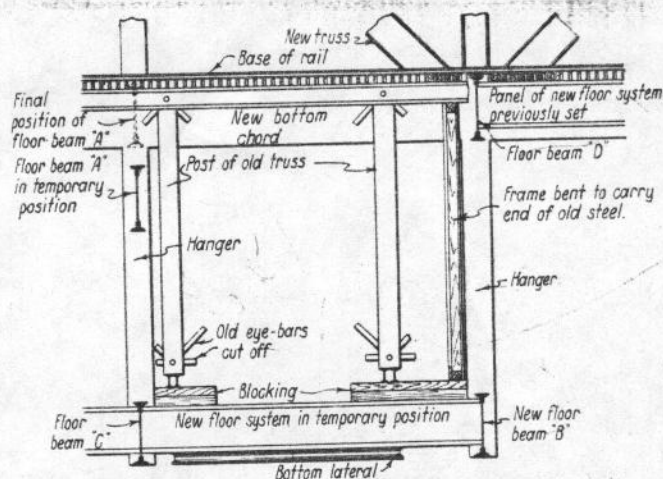 New truss
Base of rail
Final
position of
floor beam "A"
New bottom
chord
Panel of new floor system
previously set
Floor beam "D"
Floor beam "A"
in temporary
position
Post of old truss
Frame bent to carry
end of old steel.
Hanger
Hanger
Old eye-bars
cut off
Blocking
Floor
beam "C"
New floor system in temporary position
New floor
beam "B"
Bottom lateral